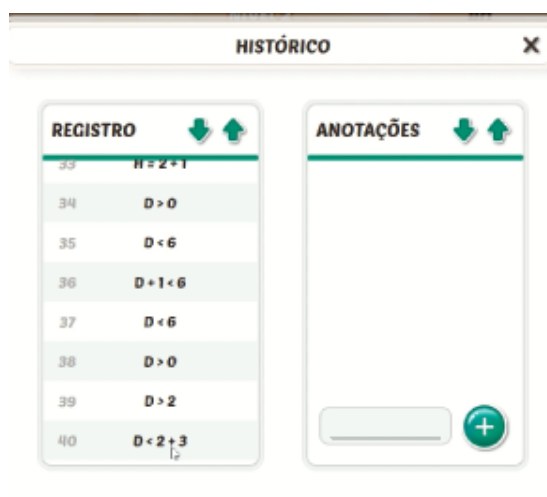 HISTÓRICO X
REGISTRO
33 H = 2 + 1
34 D > 0
35 D < 6
36 D + 1 < 6
37 D < 6
38 D > 0
39 D > 2
40 D < 2 + 3
ANOTAÇÕES